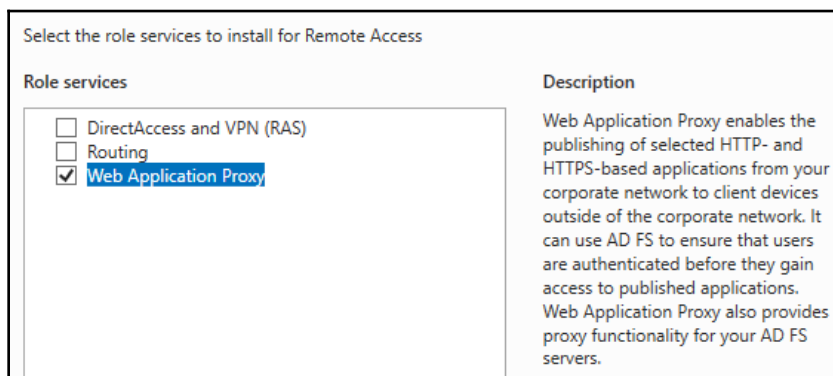 Select the role services to install for Remote Access
Role services
DirectAccess and VPN (RAS)
Routing
Web Application Proxy
Description
Web Application Proxy enables the
publishing of selected HTTP- and
HTTPS-based applications from your
corporate network to client devices
outside of the corporate network. It
can use AD FS to ensure that users
are authenticated before they gain
access to published applications.
Web Application Proxy also provides
proxy functionality for your AD FS
servers.